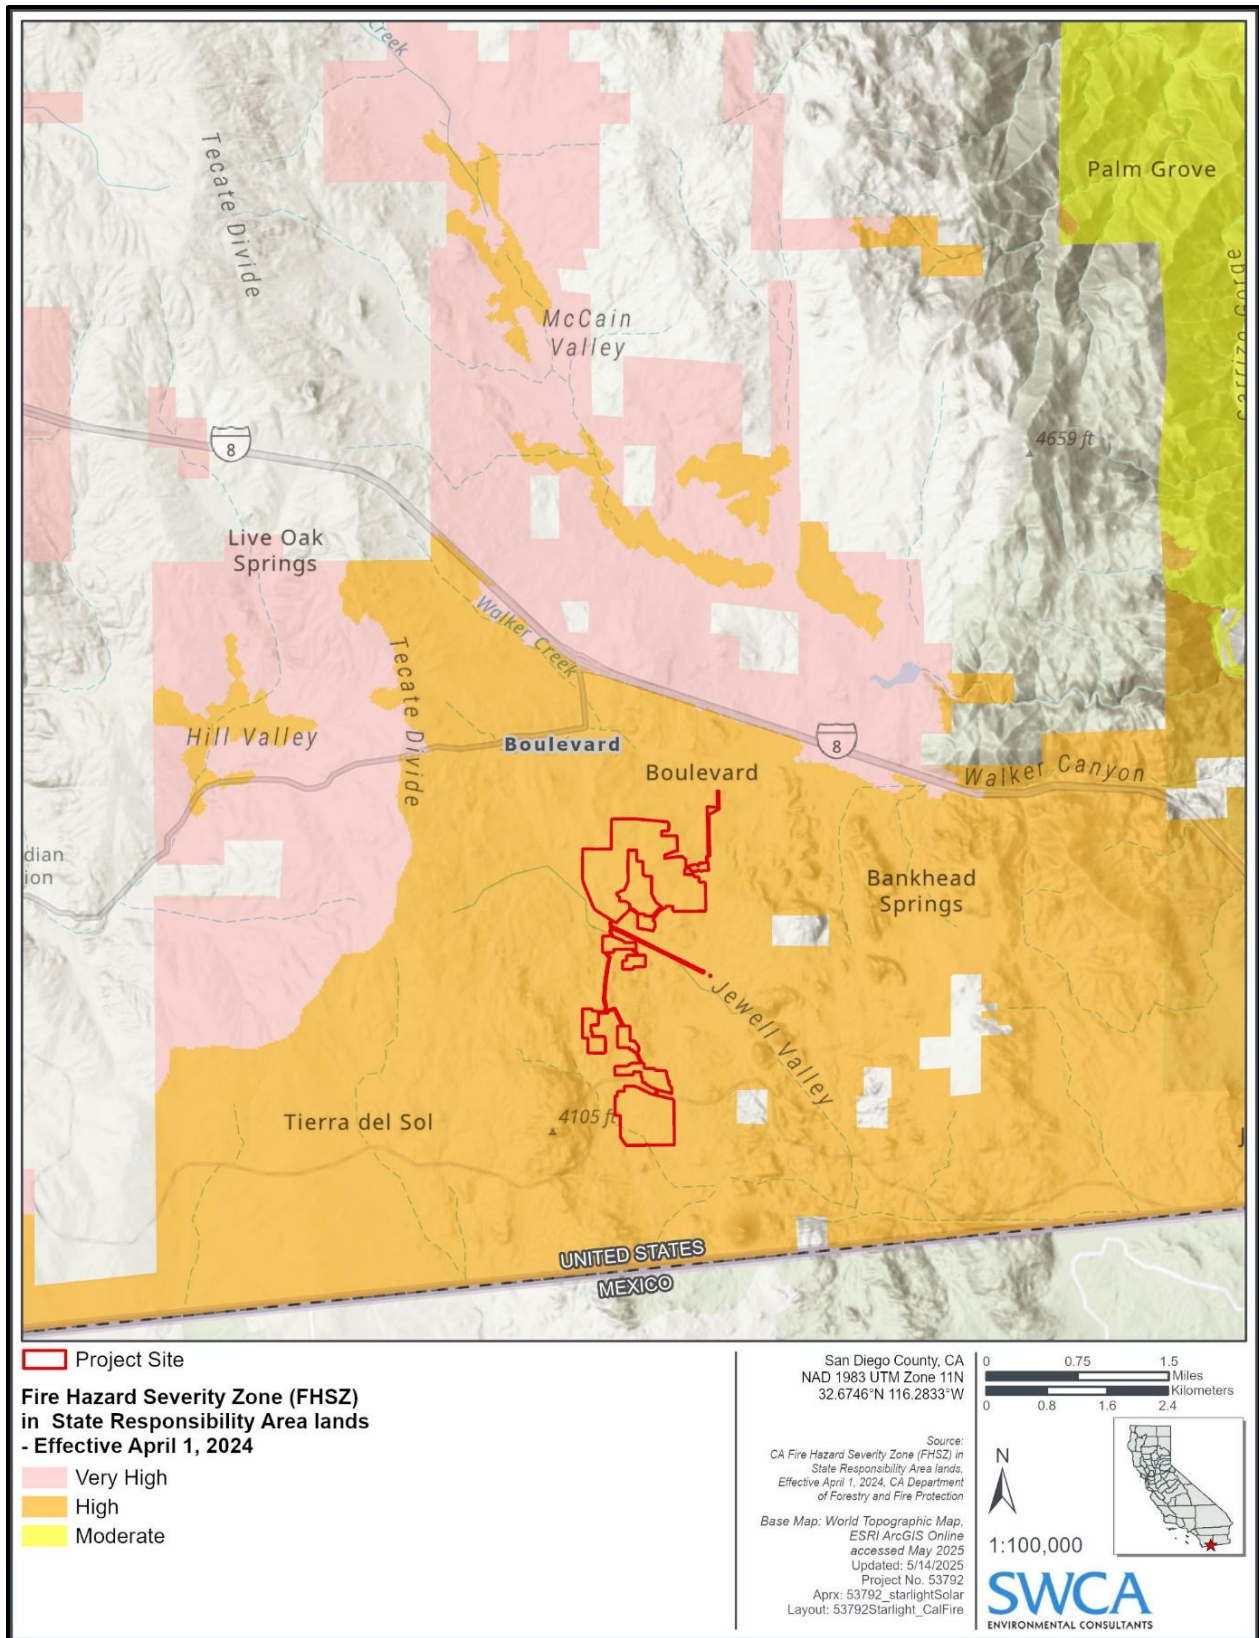 Creek
Tecate Divide
Palm Grove
Carrizo Gorge
McCain
Valley
4659 ft
8
Live Oak
Springs
Walker Creek
Tecate Divide
Hill Valley
Boulevard
8
Boulevard
Walker Canyon
dian
ion
Bankhead
Springs
Jewell Valley
Tierra del Sol
4105 ft
J
UNITED STATES
MEXICO
Project Site
Fire Hazard Severity Zone (FHSZ)
in State Responsibility Area lands
- Effective April 1, 2024
Very High
High
Moderate
San Diego County, CA
NAD 1983 UTM Zone 11N
32.6746°N 116.2833°W
Source:
CA Fire Hazard Severity Zone (FHSZ) in
State Responsibility Area lands,
Effective April 1, 2024, CA Department
of Forestry and Fire Protection
Base Map: World Topographic Map,
ESRI ArcGIS Online
accessed May 2025
Updated: 5/14/2025
Project No. 53792
Aprx: 53792_starlightSolar
Layout: 53792Starlight_CalFire
0 0.75 1.5
Miles
Kilometers
0 0.8 1.6 2.4
N
1:100,000
SWCA
ENVIRONMENTAL CONSULTANTS